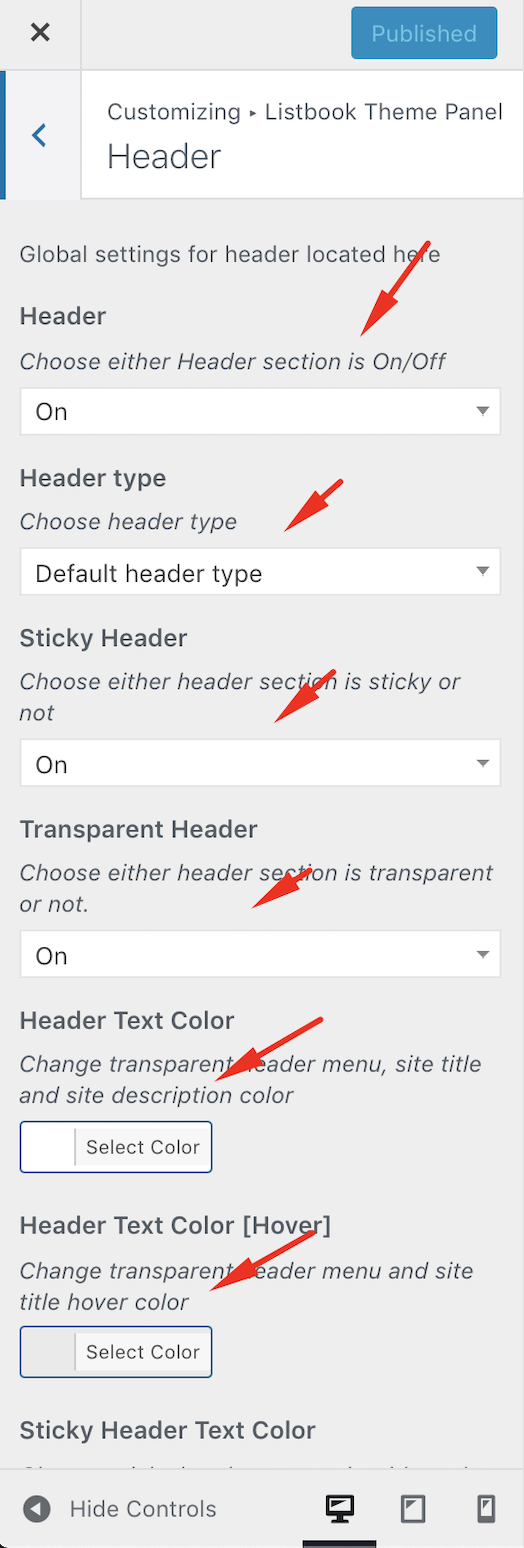 Published
Customizing ▸ Listbook Theme Panel
Header
Global settings for header located here
Header
Choose either Header section is On/Off
On
Header type
Choose header type
Default header type
Sticky Header
Choose either header section is sticky or
not
On
Transparent Header
Choose either header section is transparent
or not.
On
Header Text Color
Change transparent header menu, site title
and site description color
Select Color
Header Text Color [Hover]
Change transparent header menu and site
title hover color
Select Color
Sticky Header Text Color
Hide Controls